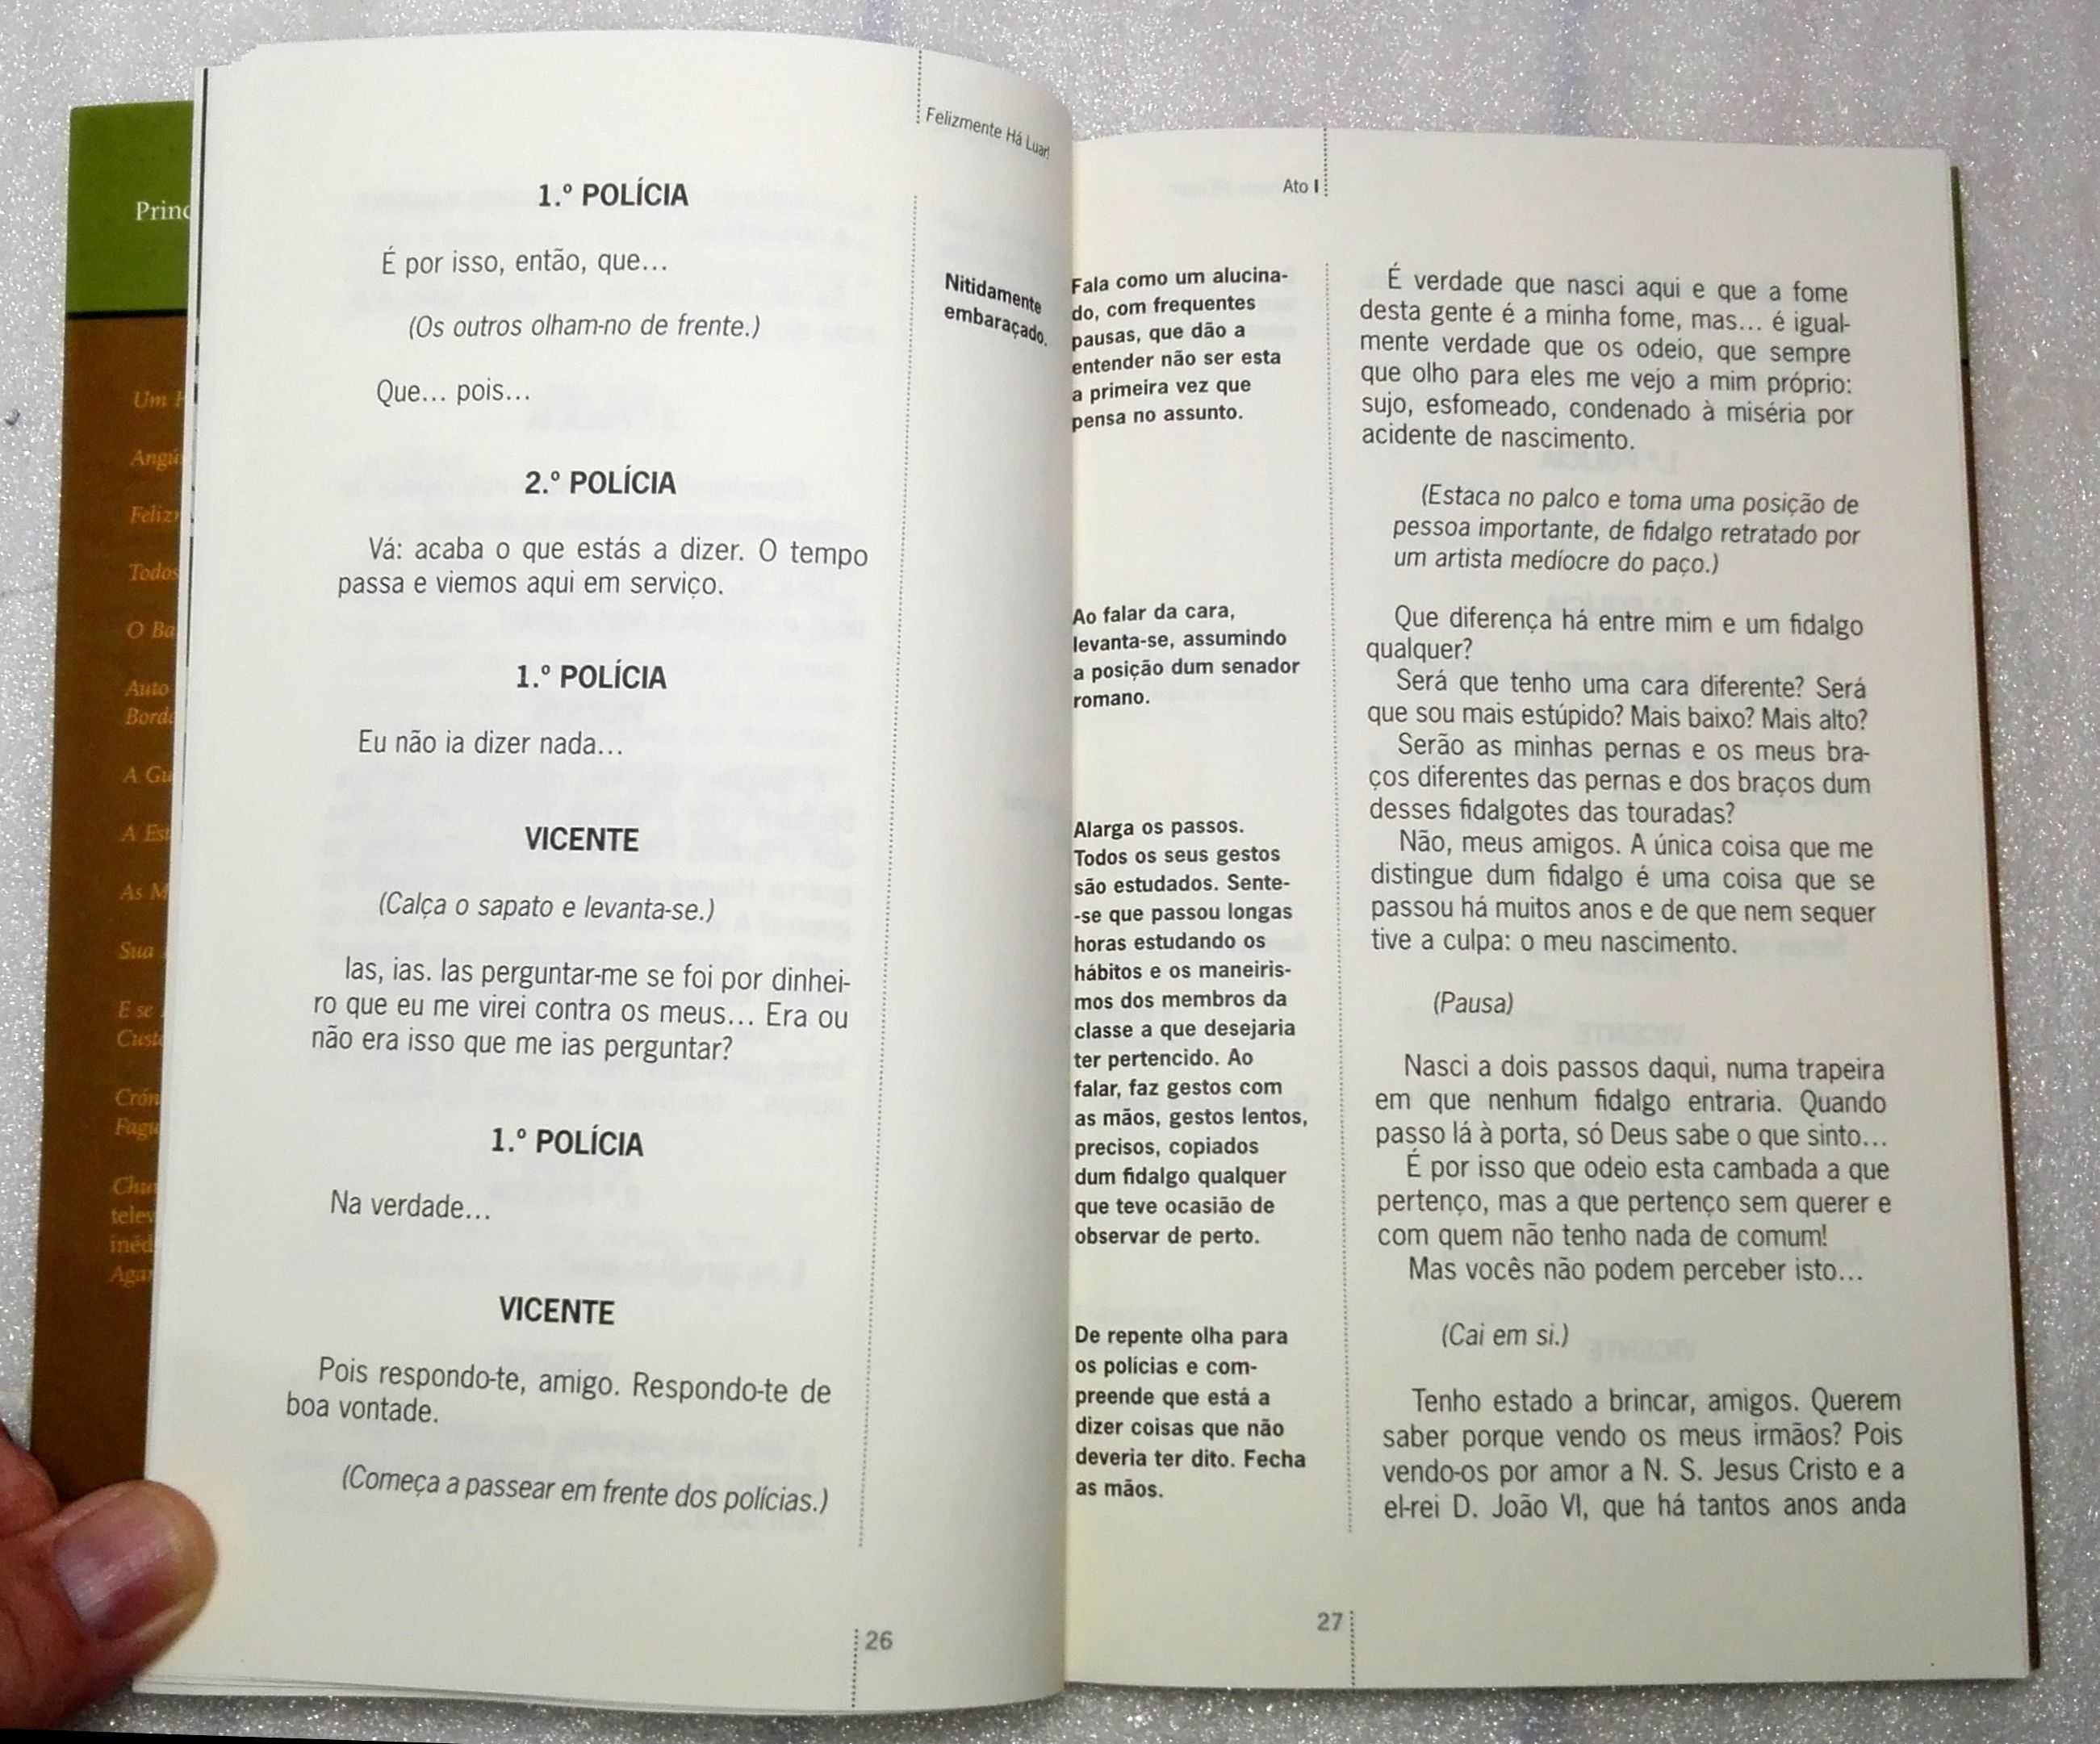 Felizmente Há Luar!
1.º POLÍCIA
É por isso, então, que...
(Os outros olham-no de frente.)
Que... pois...
Nitidamente
embaraçado.
2.º POLÍCIA
Vá: acaba o que estás a dizer. O tempo
passa e viemos aqui em serviço.
1.º POLÍCIA
Eu não ia dizer nada...
VICENTE
(Calça o sapato e levanta-se.)
Ias, ias. Ias perguntar-me se foi por dinhei-
ro que eu me virei contra os meus... Era ou
não era isso que me ias perguntar?
1.º POLÍCIA
Na verdade...
VICENTE
Pois respondo-te, amigo. Respondo-te de
boa vontade.
(Começa a passear em frente dos polícias.)
26
Ato I
Fala como um alucina-
do, com frequentes
pausas, que dão a
entender não ser esta
a primeira vez que
pensa no assunto.
É verdade que nasci aqui e que a fome
desta gente é a minha fome, mas... é igual-
mente verdade que os odeio, que sempre
que olho para eles me vejo a mim próprio:
sujo, esfomeado, condenado à miséria por
acidente de nascimento.
(Estaca no palco e toma uma posição de
pessoa importante, de fidalgo retratado por
um artista medíocre do paço.)
Ao falar da cara,
levanta-se, assumindo
a posição dum senador
romano.
Que diferença há entre mim e um fidalgo
qualquer?
Será que tenho uma cara diferente? Será
que sou mais estúpido? Mais baixo? Mais alto?
Serão as minhas pernas e os meus bra-
ços diferentes das pernas e dos braços dum
desses fidalgotes das touradas?
Não, meus amigos. A única coisa que me
distingue dum fidalgo é uma coisa que se
passou há muitos anos e de que nem sequer
tive a culpa: o meu nascimento.
Alarga os passos.
Todos os seus gestos
são estudados. Sente-
-se que passou longas
horas estudando os
hábitos e os maneiris-
mos dos membros da
classe a que desejaria
ter pertencido. Ao
falar, faz gestos com
as mãos, gestos lentos,
precisos, copiados
dum fidalgo qualquer
que teve ocasião de
observar de perto.
(Pausa)
Nasci a dois passos daqui, numa trapeira
em que nenhum fidalgo entraria. Quando
passo lá à porta, só Deus sabe o que sinto...
É por isso que odeio esta cambada a que
pertenço, mas a que pertenço sem querer e
com quem não tenho nada de comum!
Mas vocês não podem perceber isto...
(Cai em si.)
De repente olha para
os polícias e com-
preende que está a
dizer coisas que não
deveria ter dito. Fecha
as mãos.
Tenho estado a brincar, amigos. Querem
saber porque vendo os meus irmãos? Pois
vendo-os por amor a N. S. Jesus Cristo e a
el-rei D. João VI, que há tantos anos anda
27